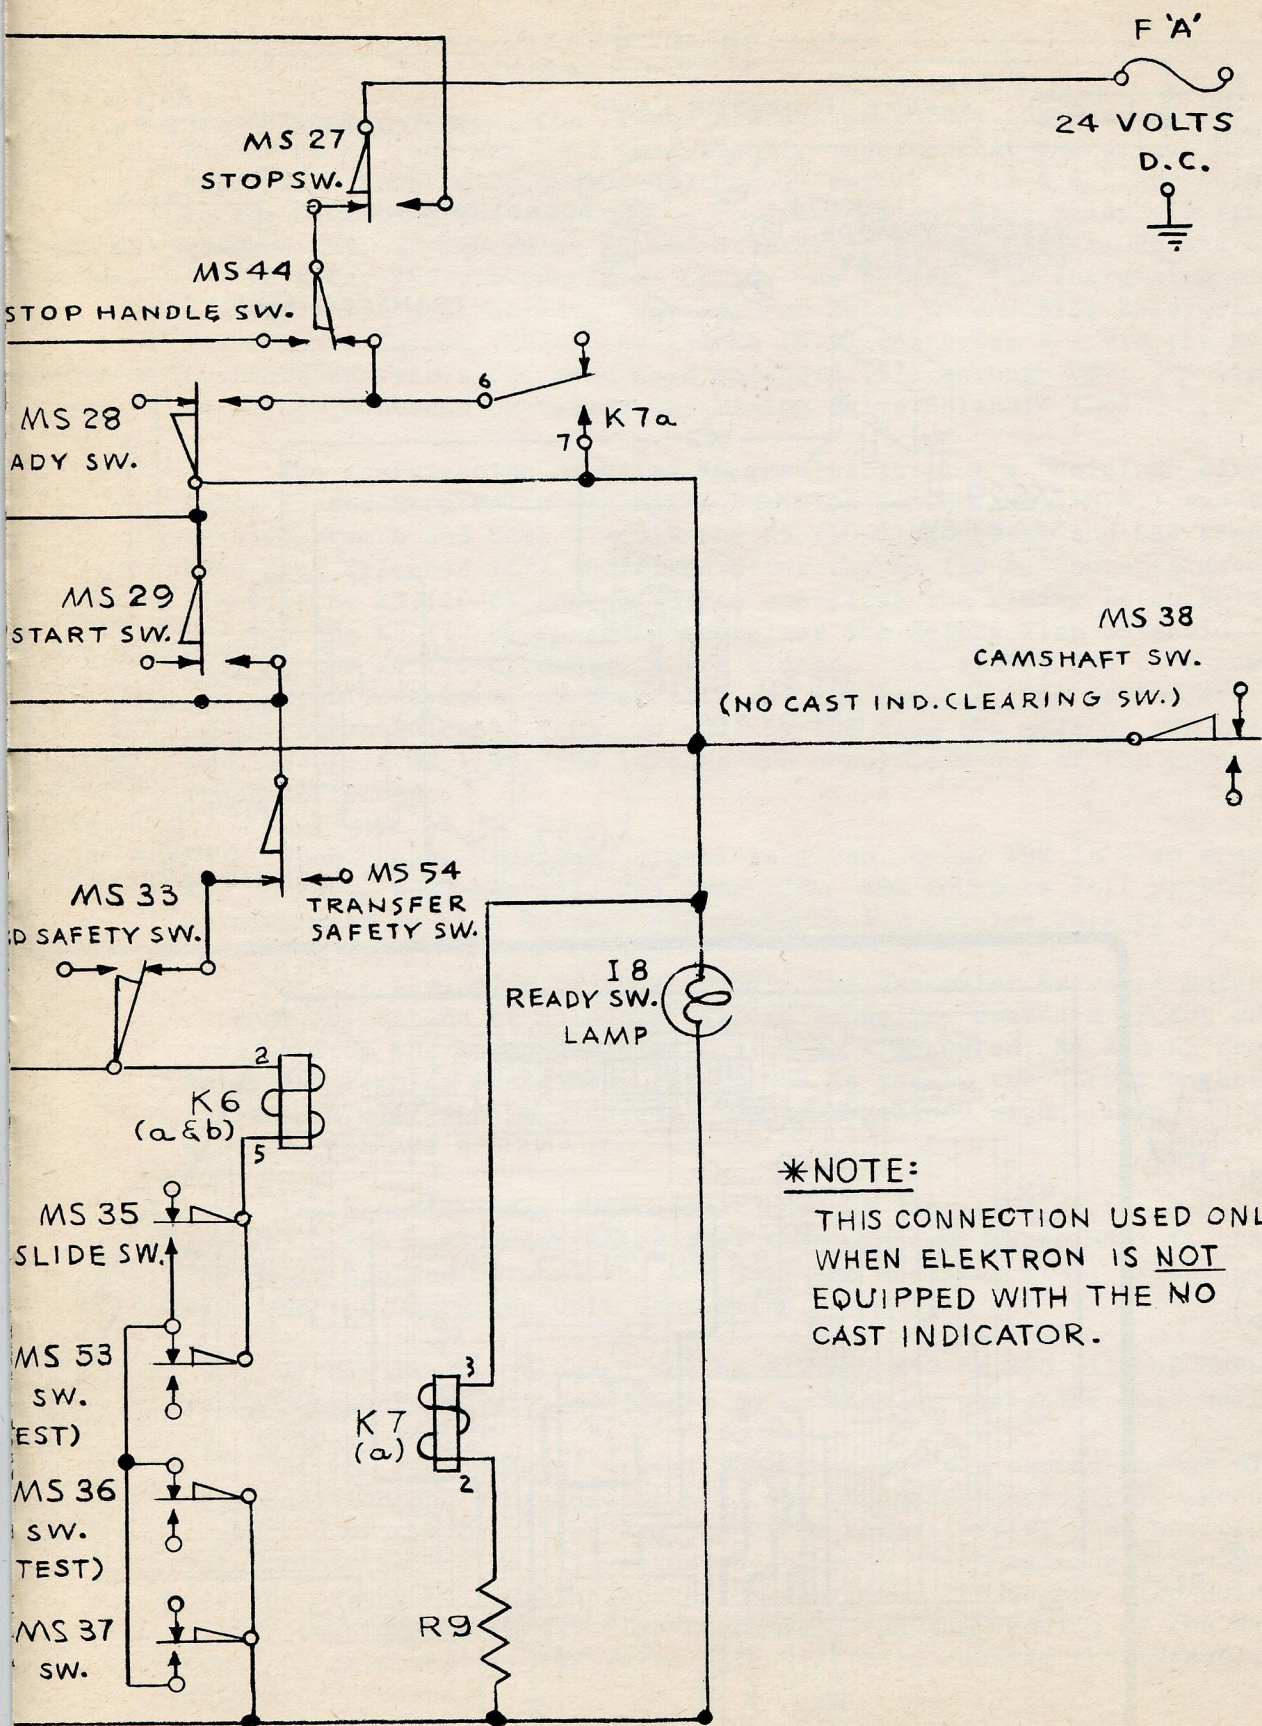 F 'A'
24 VOLTS
D.C.
MS 27
STOP SW.
MS 44
STOP HANDLE SW.
6
K7a
7
MS 28
ADY SW.
MS 29
START SW.
MS 38
CAMSHAFT SW.
(NO CAST IND. CLEARING SW.)
MS 54
TRANSFER
SAFETY SW.
MS 33
D SAFETY SW.
I 8
READY SW.
LAMP
2
K6
(a & b)
5
*NOTE:
THIS CONNECTION USED ONL
WHEN ELEKTRON IS NOT
EQUIPPED WITH THE NO
CAST INDICATOR.
MS 35
SLIDE SW.
MS 53
SW.
EST)
3
K7
(a)
2
MS 36
SW.
TEST)
R9
MS 37
SW.